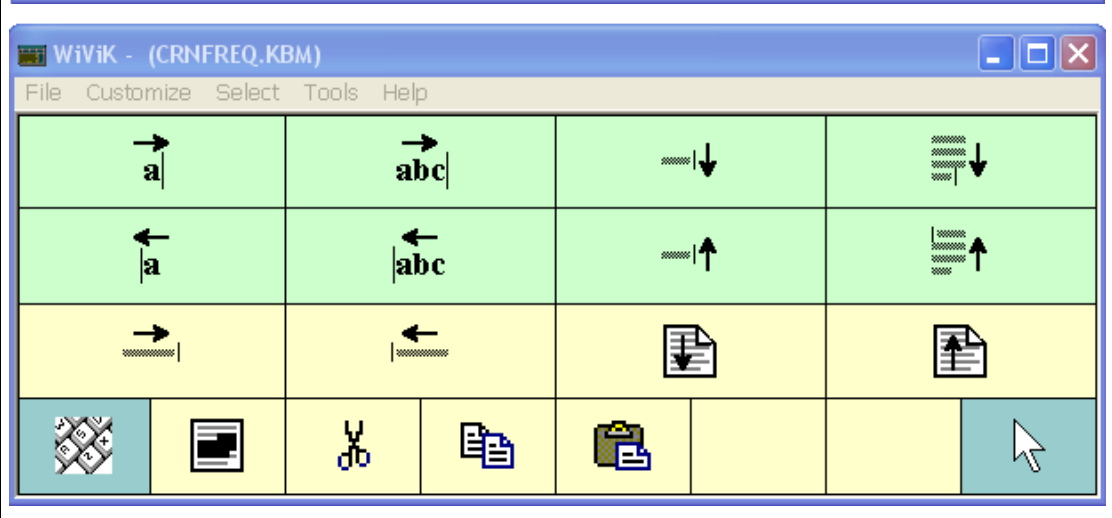 WiViK - (CRNFREQ.KBM)
File Customize Select Tools Help
a abc
a abc